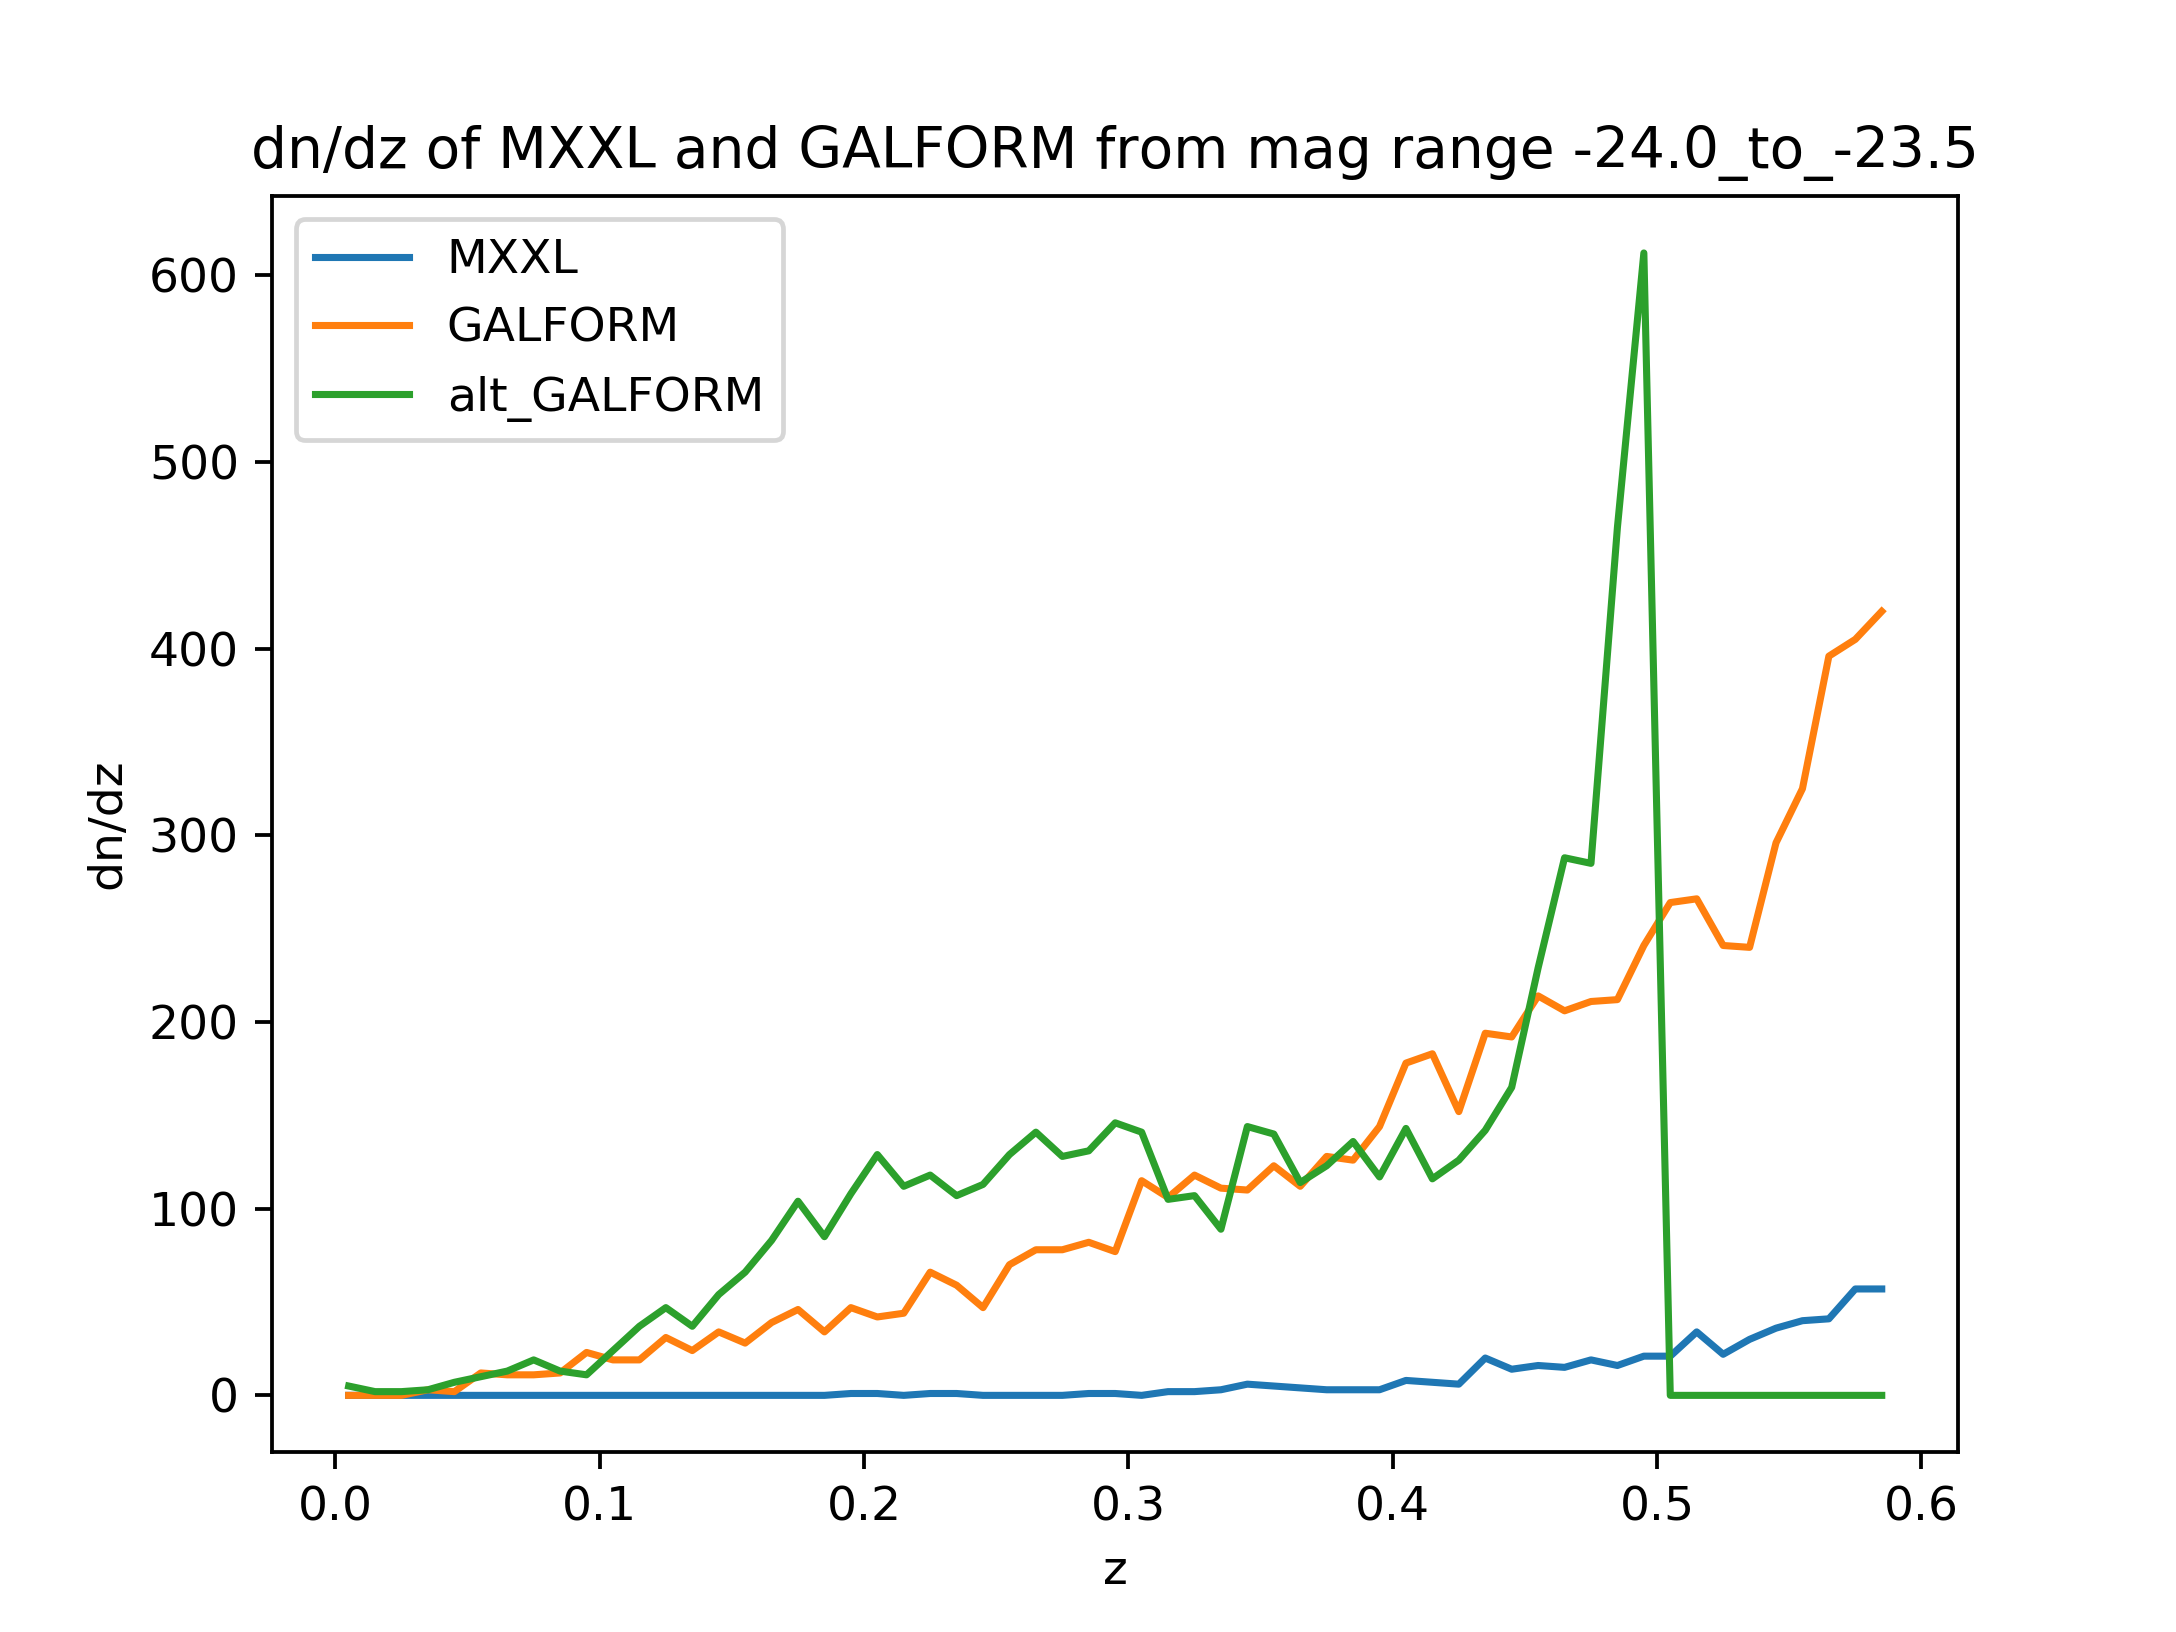 dn/dz of MXXL and GALFORM from mag range -24.0_to_-23.5
MXXL
GALFORM
alt_GALFORM
600
500
400
300
200
100
0
dn/dz
0.0 0.1 0.2 0.3 0.4 0.5 0.6
z